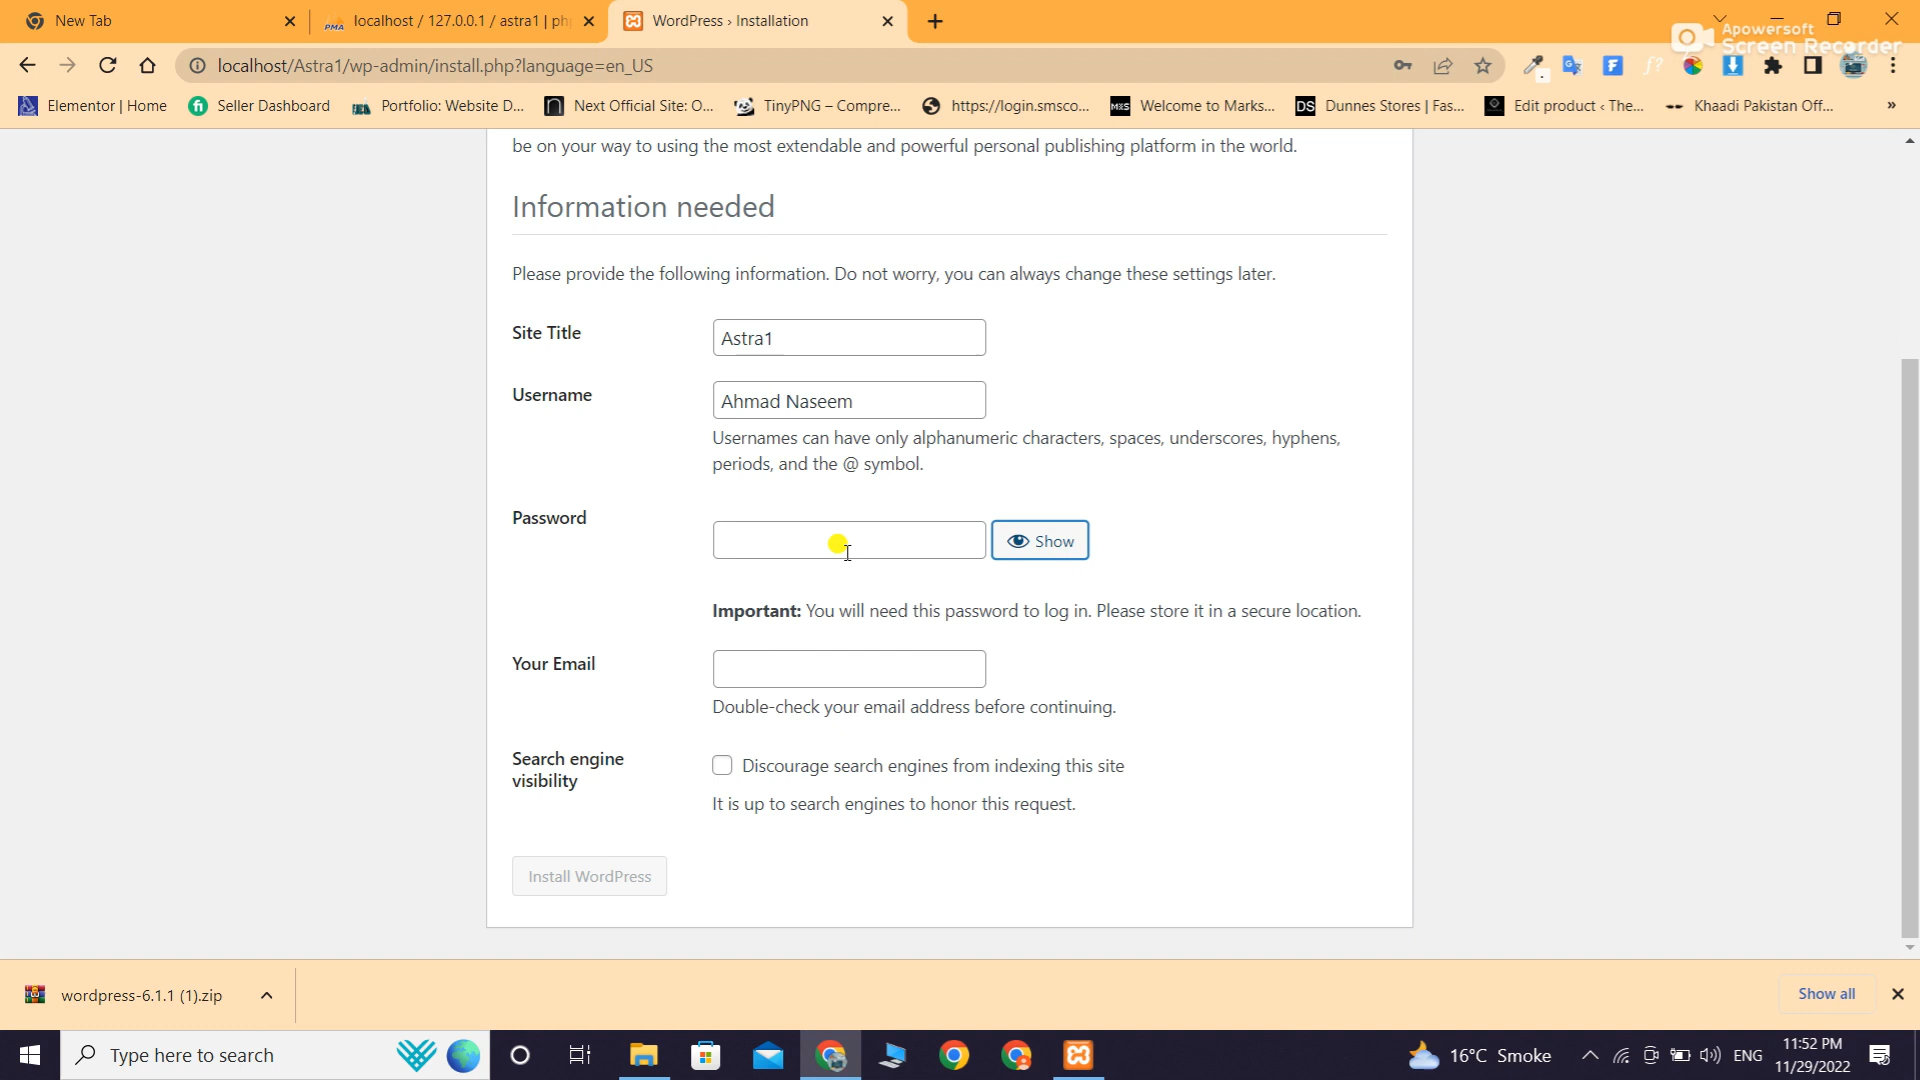 New Tab
localhost / 127.0.0.1 / astra1 | ph
WordPress › Installation
Apowersoft
Screen Recorder
localhost/Astra1/wp-admin/install.php?language=en_US
Elementor | Home
Seller Dashboard
Portfolio: Website D...
Next Official Site: O...
TinyPNG – Compre...
https://login.smsco...
Welcome to Marks...
Dunnes Stores | Fas...
Edit product ‹ The...
Khaadi Pakistan Off...
»
be on your way to using the most extendable and powerful personal publishing platform in the world.
Information needed
Please provide the following information. Do not worry, you can always change these settings later.
Site Title
Astra1
Username
Ahmad Naseem
Usernames can have only alphanumeric characters, spaces, underscores, hyphens,
periods, and the @ symbol.
Password
Show
Important: You will need this password to log in. Please store it in a secure location.
Your Email
Double-check your email address before continuing.
Search engine
visibility
Discourage search engines from indexing this site
It is up to search engines to honor this request.
Install WordPress
wordpress-6.1.1 (1).zip
Show all
Type here to search
16°C Smoke
ENG
11:52 PM
11/29/2022